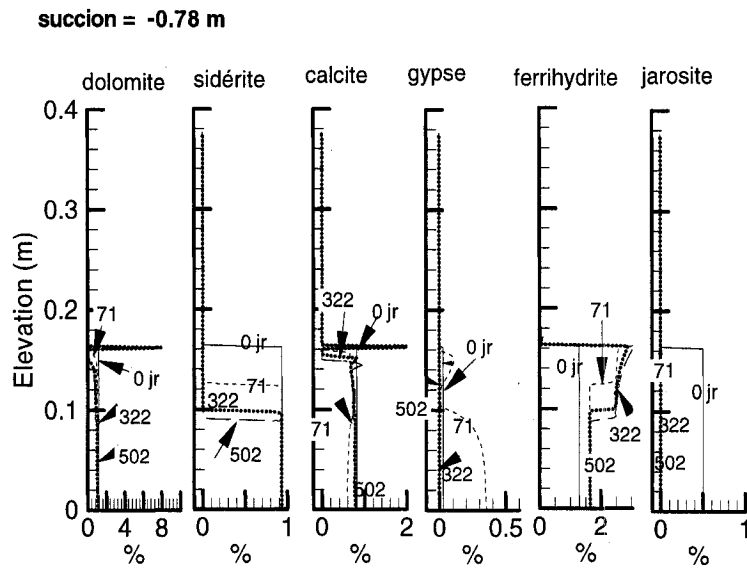 succion = -0.78 m
dolomite sidérite calcite gypse ferrihydrite jarosite
0.4
0.3
0.2
0.1
0
Elevation (m)
71
0 jr
322
502
0 jr
71
322
502
322
0 jr
71
502
0 jr
502
71
322
71
0 jr
322
502
71
0 jr
322
502
0 4 8
0 1
0 2
0 0.5
2
0
% % % % % %